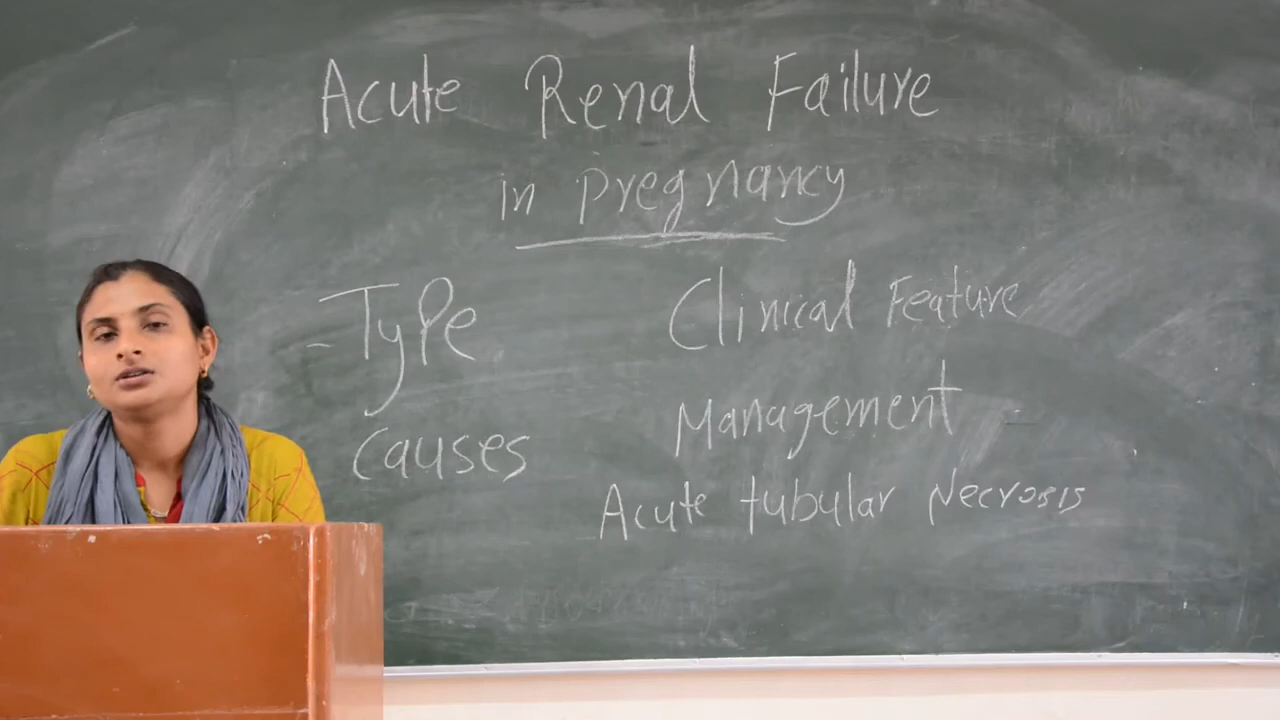 Acute Renal Failure
in pregnancy
- Type
Causes
Clinical Feature
Management
Acute tubular Necrosis